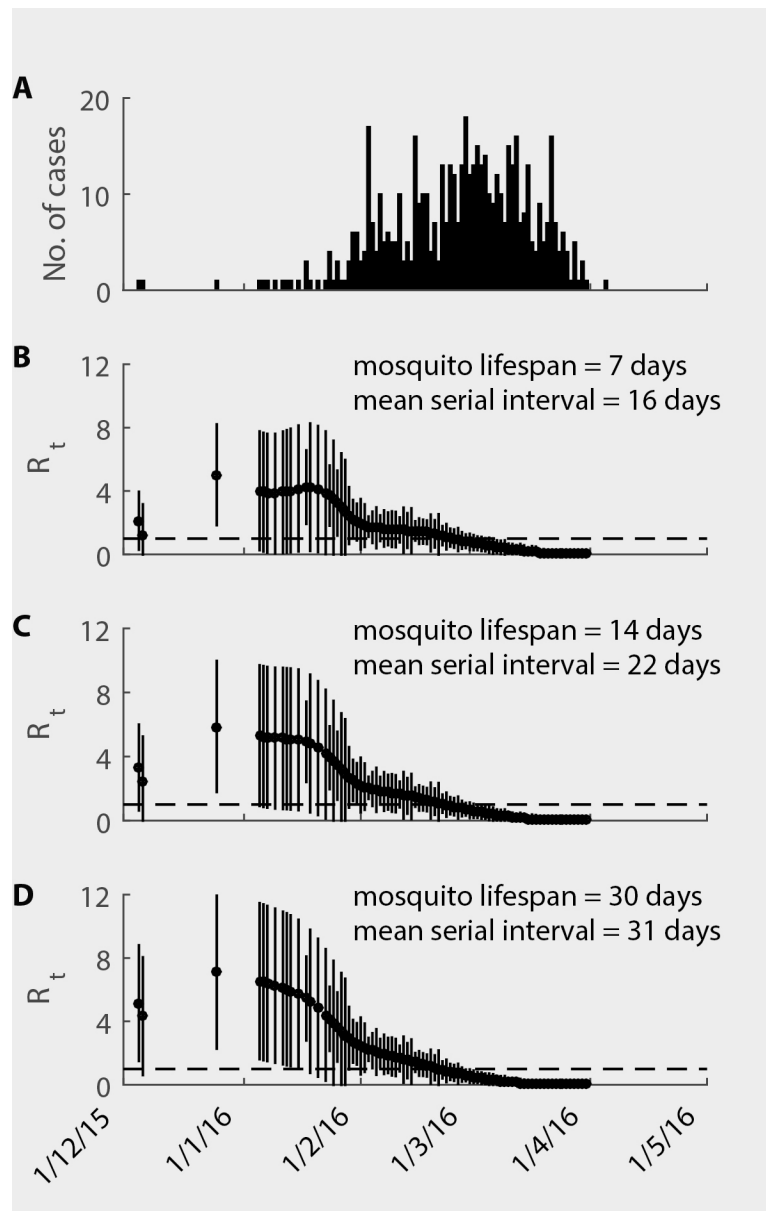 A
20
10
0
No. of cases
B
mosquito lifespan = 7 days
mean serial interval = 16 days
12
8
4
0
R t
C
mosquito lifespan = 14 days
mean serial interval = 22 days
12
8
4
0
R t
D
mosquito lifespan = 30 days
mean serial interval = 31 days
12
8
4
0
R t
1/12/15 1/1/16 1/2/16 1/3/16 1/4/16 1/5/16